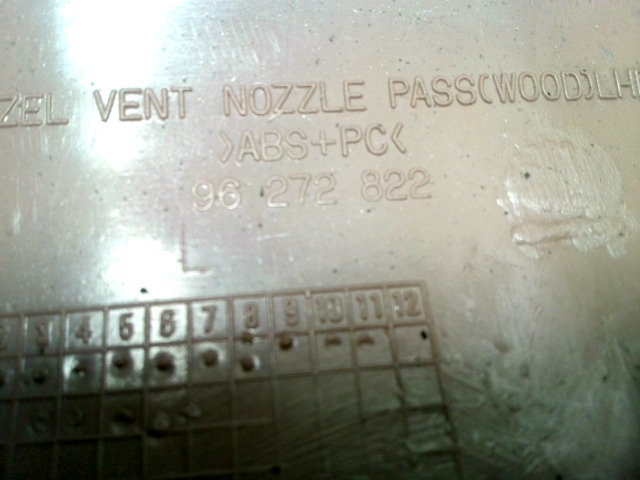 ZEL VENT NOZZLE PASS(WOOD)LH
>ABS+PC<
96 272 822
L
3 4 5 6 7 8 9 10 11 12